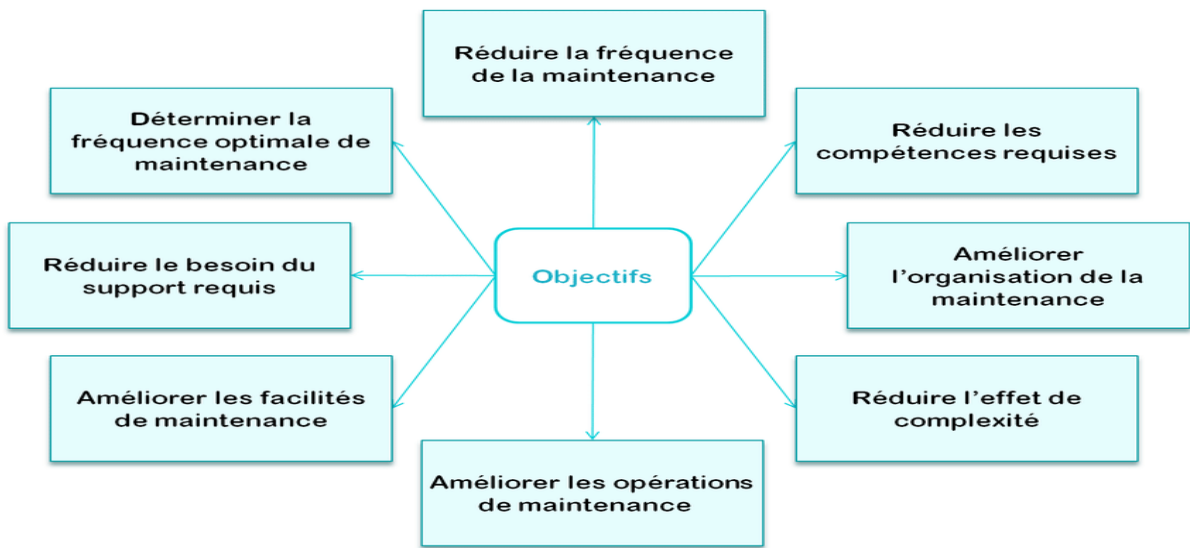 Réduire la fréquence
de la maintenance
Déterminer la
fréquence optimale de
maintenance
Réduire les
compétences requises
Réduire le besoin du
support requis
Objectifs
Améliorer
l'organisation de la
maintenance
Améliorer les facilités
de maintenance
Réduire l'effet de
complexité
Améliorer les opérations
de maintenance